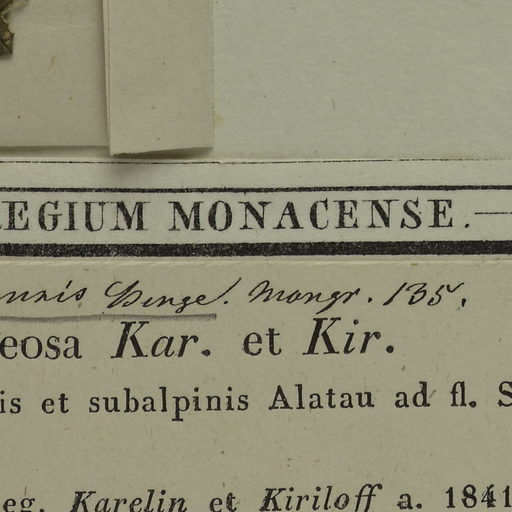 EGIUM MONACENSE.—
Bunge. Monogr. 135.
eosa Kar. et Kir.
is et subalpinis Alatau ad fl. S
eg. Karelin et Kiriloff a. 1841